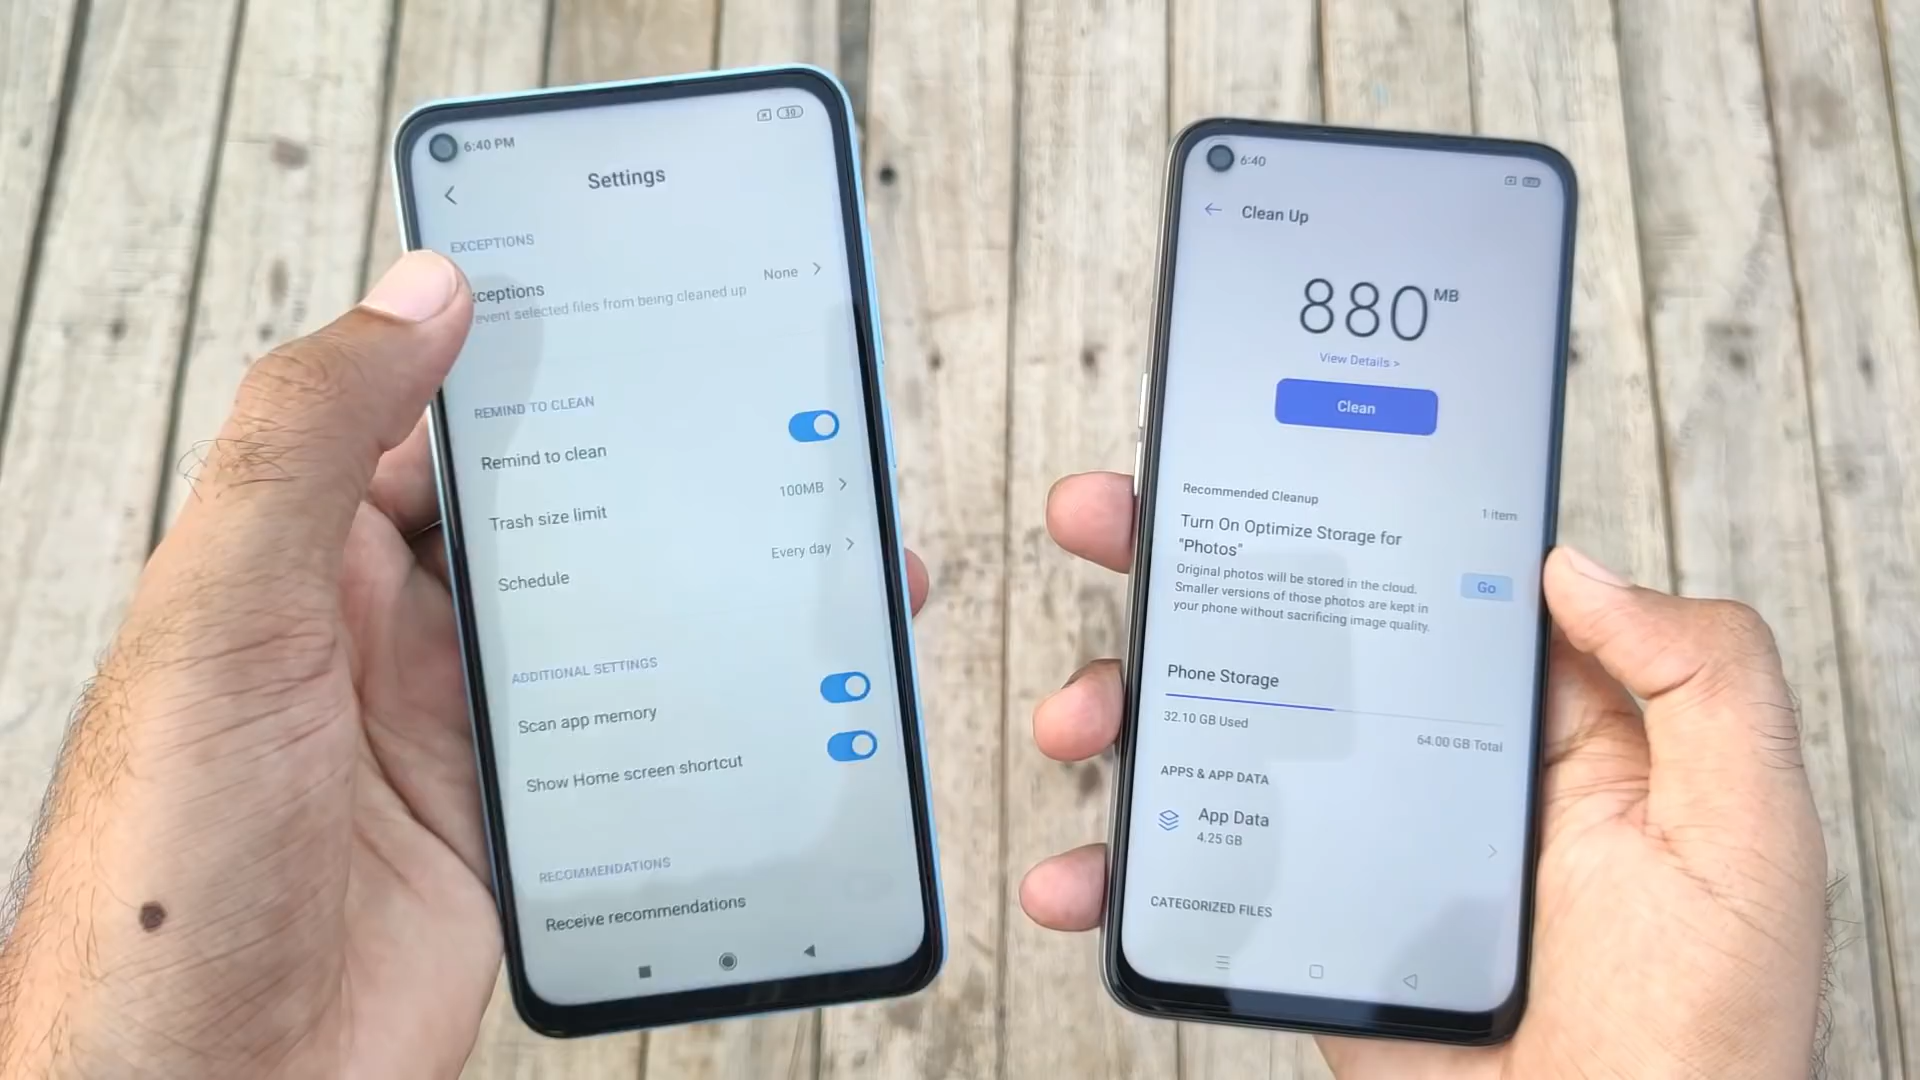 30
6:40 PM
Settings
EXCEPTIONS
xceptions
None
event selected files from being cleaned up
REMIND TO CLEAN
Remind to clean
Trash size limit
100MB
Schedule
Every day
ADDITIONAL SETTINGS
Scan app memory
Show Home screen shortcut
RECOMMENDATIONS
Receive recommendations
6:40
Clean Up
880 MB
View Details >
Clean
Recommended Cleanup
1 item
Turn On Optimize Storage for
"Photos"
Original photos will be stored in the cloud.
Smaller versions of those photos are kept in
your phone without sacrificing image quality.
Go
Phone Storage
32.10 GB Used
64.00 GB Total
APPS & APP DATA
App Data
4.25 GB
CATEGORIZED FILES